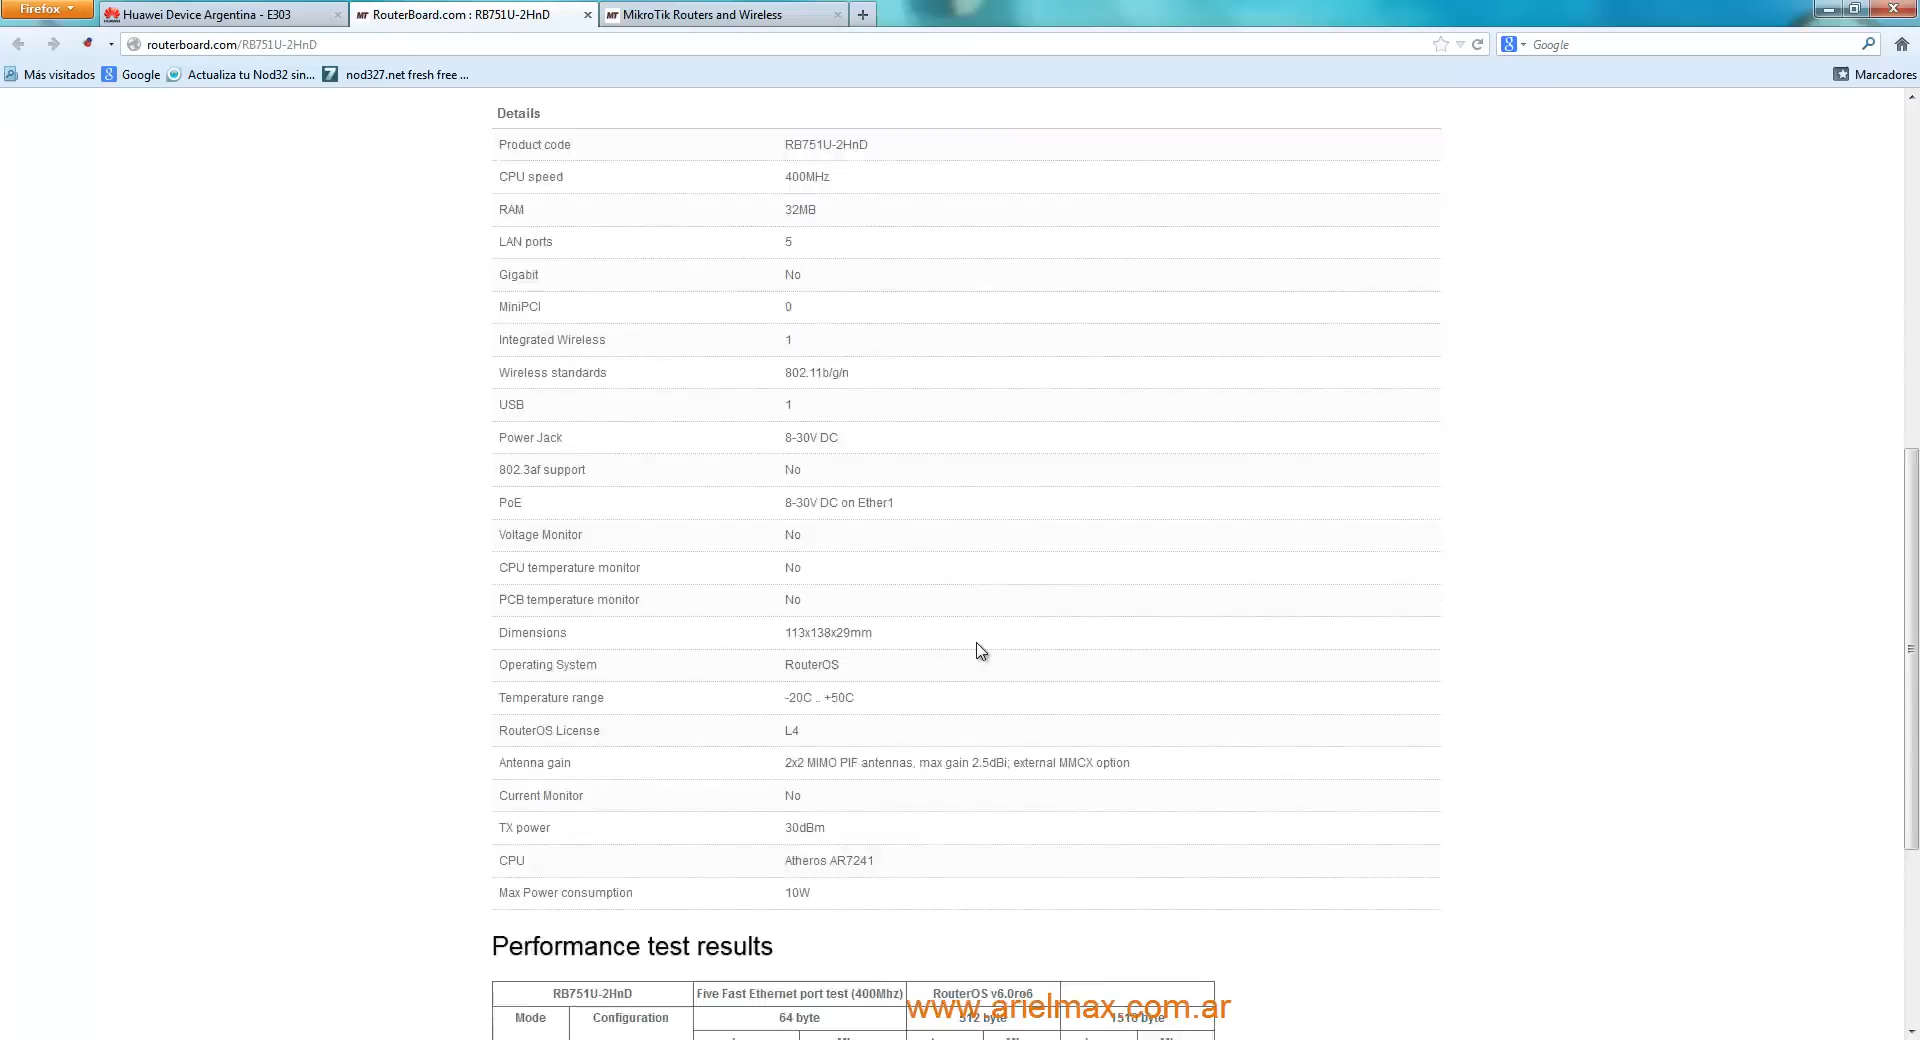 Firefox
Huawei Device Argentina - E303
RouterBoard.com : RB751U-2HnD
MikroTik Routers and Wireless
routerboard.com/RB751U-2HnD
Google
Más visitados
Google
Actualiza tu Nod32 sin...
nod327.net fresh free ...
Marcadores
Details
Product code RB751U-2HnD
CPU speed 400MHz
RAM 32MB
LAN ports 5
Gigabit No
MiniPCI 0
Integrated Wireless 1
Wireless standards 802.11b/g/n
USB 1
Power Jack 8-30V DC
802.3af support No
PoE 8-30V DC on Ether1
Voltage Monitor No
CPU temperature monitor No
PCB temperature monitor No
Dimensions 113x138x29mm
Operating System RouterOS
Temperature range -20C .. +50C
RouterOS License L4
Antenna gain 2x2 MIMO PIF antennas, max gain 2.5dBi; external MMCX option
Current Monitor No
TX power 30dBm
CPU Atheros AR7241
Max Power consumption 10W
Performance test results
RB751U-2HnD Five Fast Ethernet port test (400Mhz) RouterOS v6.0rc6
www.arielmax.com.ar
Mode Configuration 64 byte 512 byte 1518 byte